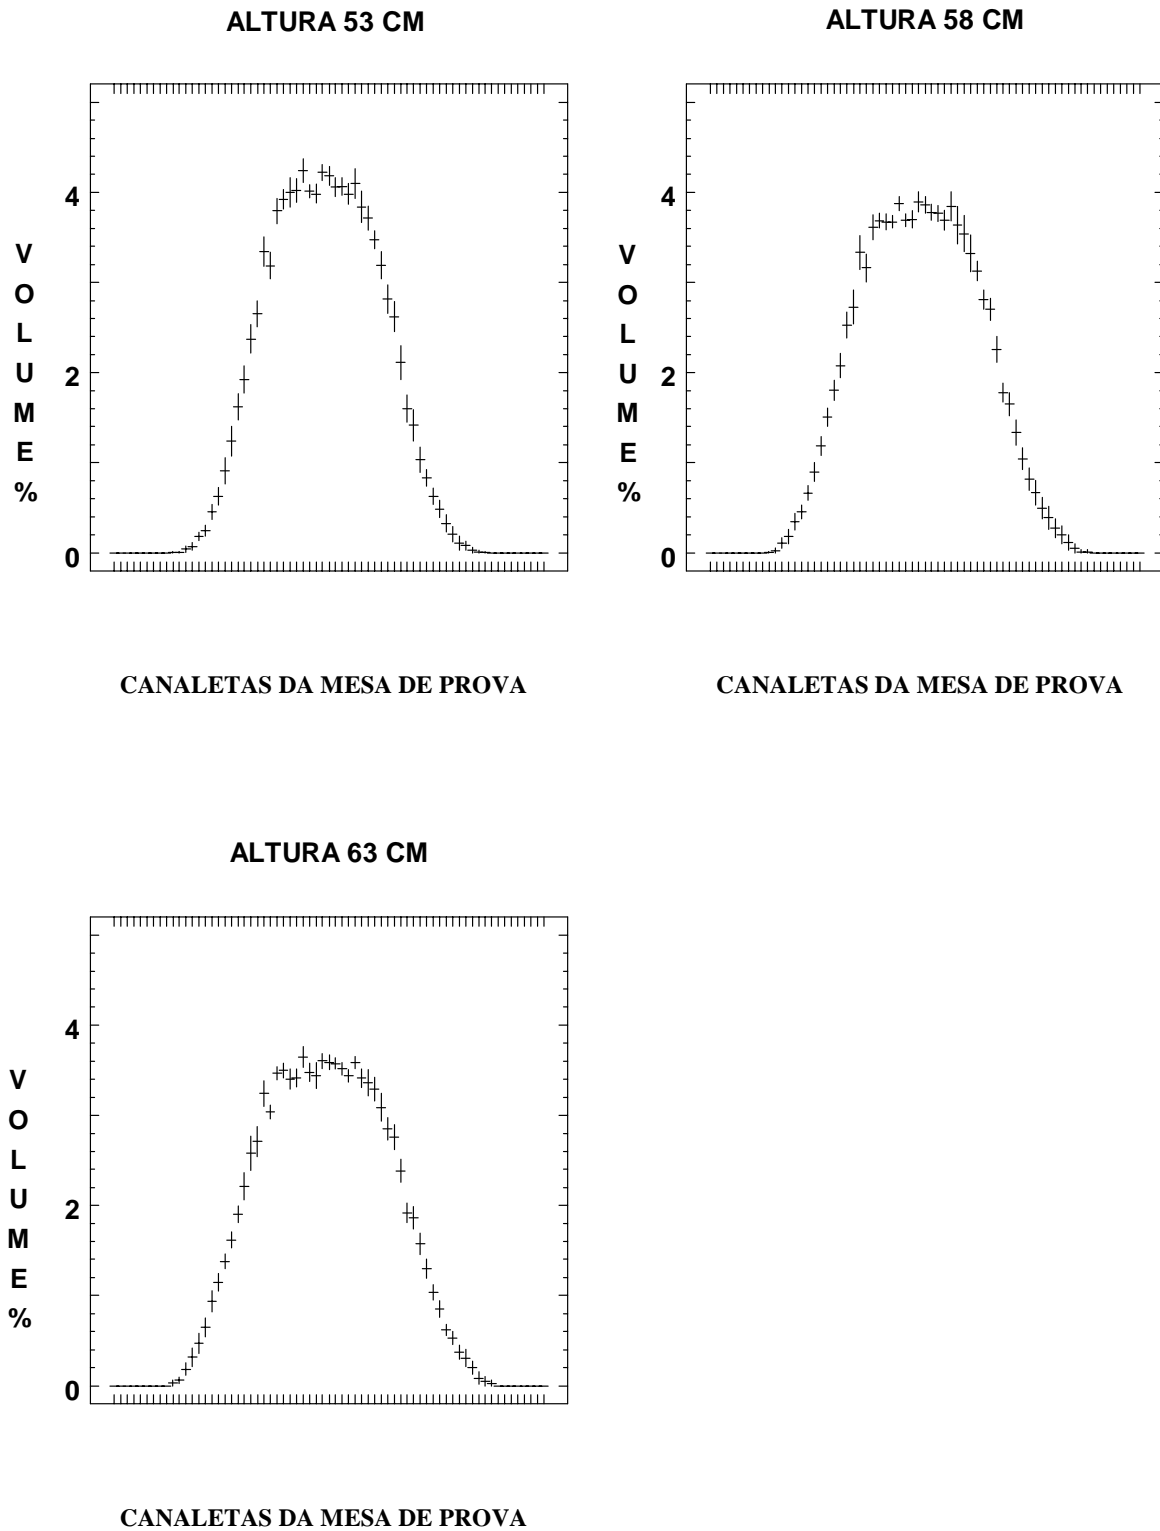 ALTURA 53 CM
4
2
0
V
O
L
U
M
E
%
CANALETAS DA MESA DE PROVA
ALTURA 58 CM
4
2
0
V
O
L
U
M
E
%
CANALETAS DA MESA DE PROVA
ALTURA 63 CM
4
2
0
V
O
L
U
M
E
%
CANALETAS DA MESA DE PROVA